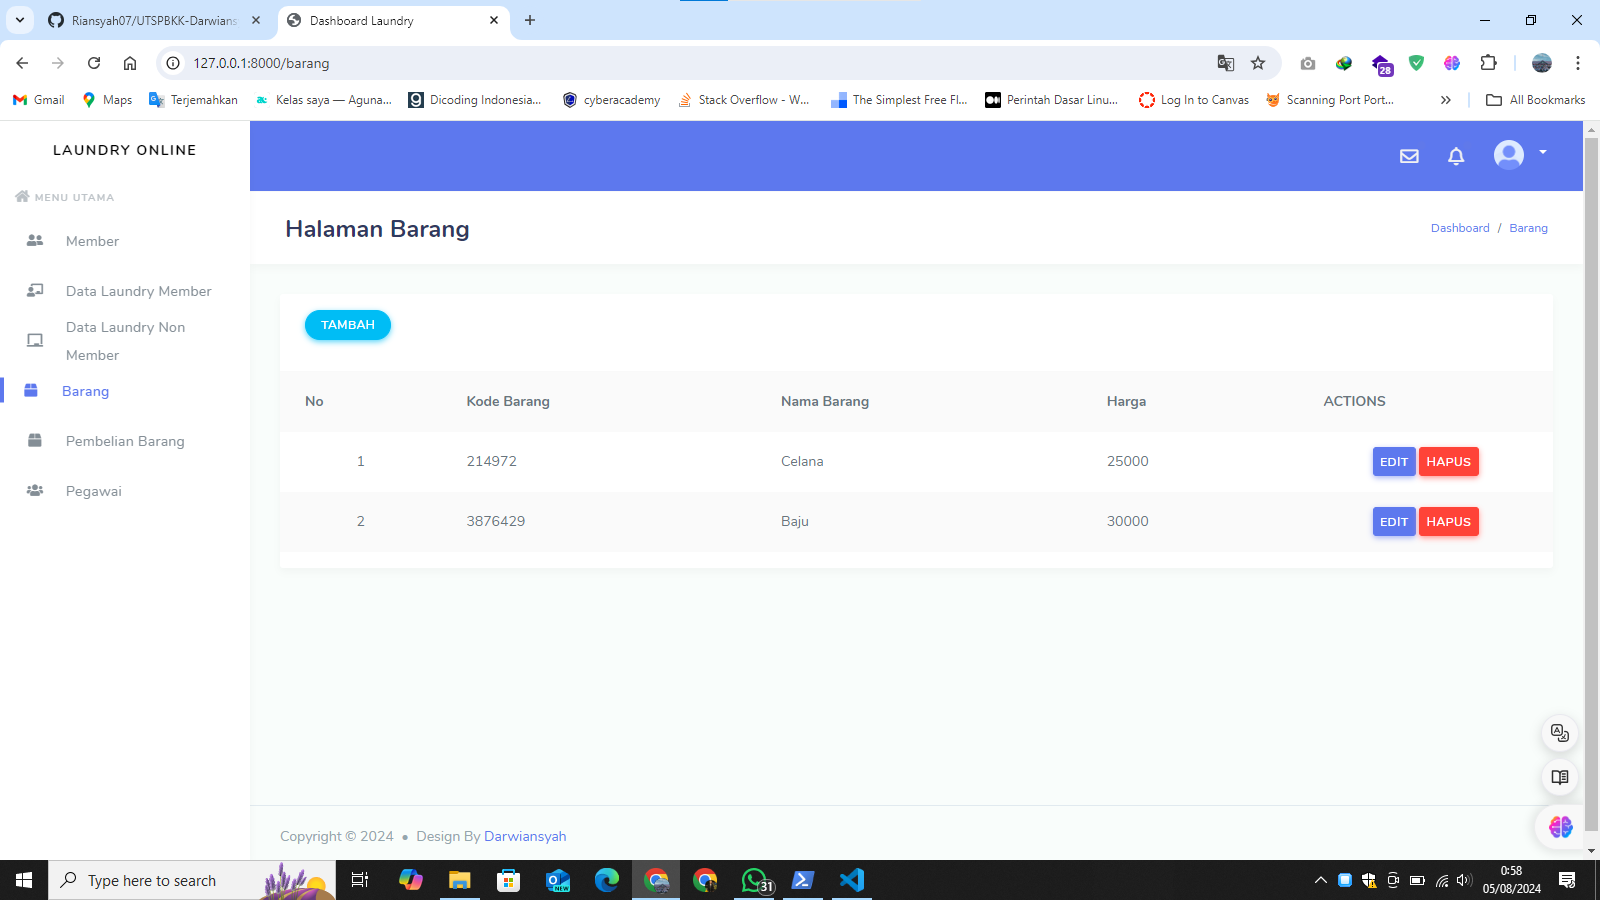 Riansyah07/UTSPBKK-Darwians
Dashboard Laundry
127.0.0.1:8000/barang
Gmail
Maps
Terjemahkan
Kelas saya — Aguna...
Dicoding Indonesia...
cyberacademy
Stack Overflow - W...
The Simplest Free Fl...
Perintah Dasar Linu...
Log In to Canvas
Scanning Port Port...
All Bookmarks
28
LAUNDRY ONLINE
MENU UTAMA
Member
Data Laundry Member
Data Laundry Non
Member
Barang
Pembelian Barang
Pegawai
Halaman Barang
Dashboard / Barang
TAMBAH
No Kode Barang Nama Barang Harga ACTIONS
1 214972 Celana 25000 EDIT HAPUS
2 3876429 Baju 30000 EDIT HAPUS
Copyright © 2024 • Design By Darwiansyah
Type here to search
NEW
31
0:58
05/08/2024